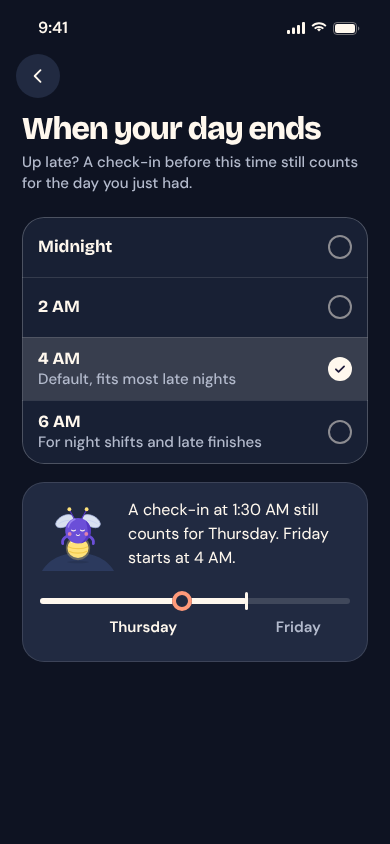 9:41
When your day ends
Up late? A check-in before this time still counts
for the day you just had.
Midnight
2 AM
4 AM
Default, fits most late nights
6 AM
For night shifts and late finishes
A check-in at 1:30 AM still
counts for Thursday. Friday
starts at 4 AM.
Thursday
Friday